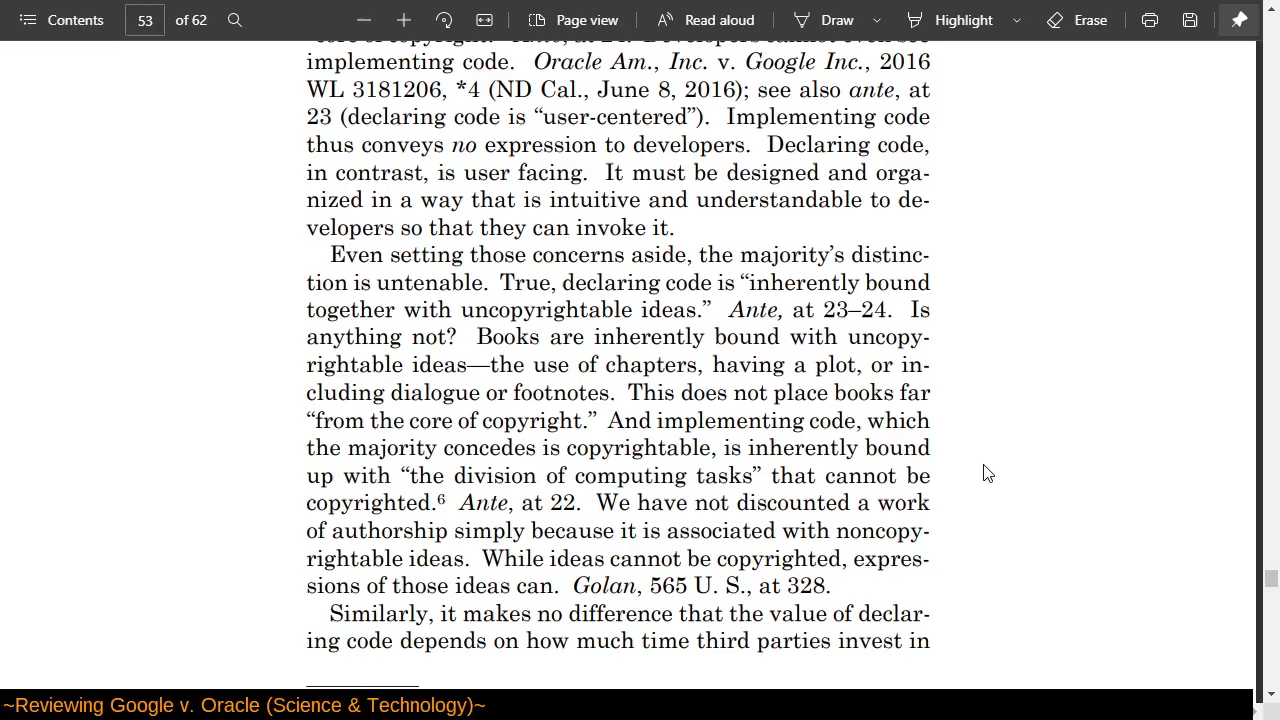 Contents 53 of 62 Page view Read aloud Draw Highlight Erase
implementing code. Oracle Am., Inc. v. Google Inc., 2016
WL 3181206, *4 (ND Cal., June 8, 2016); see also ante, at
23 (declaring code is “user-centered”). Implementing code
thus conveys no expression to developers. Declaring code,
in contrast, is user facing. It must be designed and orga-
nized in a way that is intuitive and understandable to de-
velopers so that they can invoke it.
Even setting those concerns aside, the majority’s distinc-
tion is untenable. True, declaring code is “inherently bound
together with uncopyrightable ideas.” Ante, at 23–24. Is
anything not? Books are inherently bound with uncopy-
rightable ideas—the use of chapters, having a plot, or in-
cluding dialogue or footnotes. This does not place books far
“from the core of copyright.” And implementing code, which
the majority concedes is copyrightable, is inherently bound
up with “the division of computing tasks” that cannot be
copyrighted.6 Ante, at 22. We have not discounted a work
of authorship simply because it is associated with noncopy-
rightable ideas. While ideas cannot be copyrighted, expres-
sions of those ideas can. Golan, 565 U. S., at 328.
Similarly, it makes no difference that the value of declar-
ing code depends on how much time third parties invest in
~Reviewing Google v. Oracle (Science & Technology)~